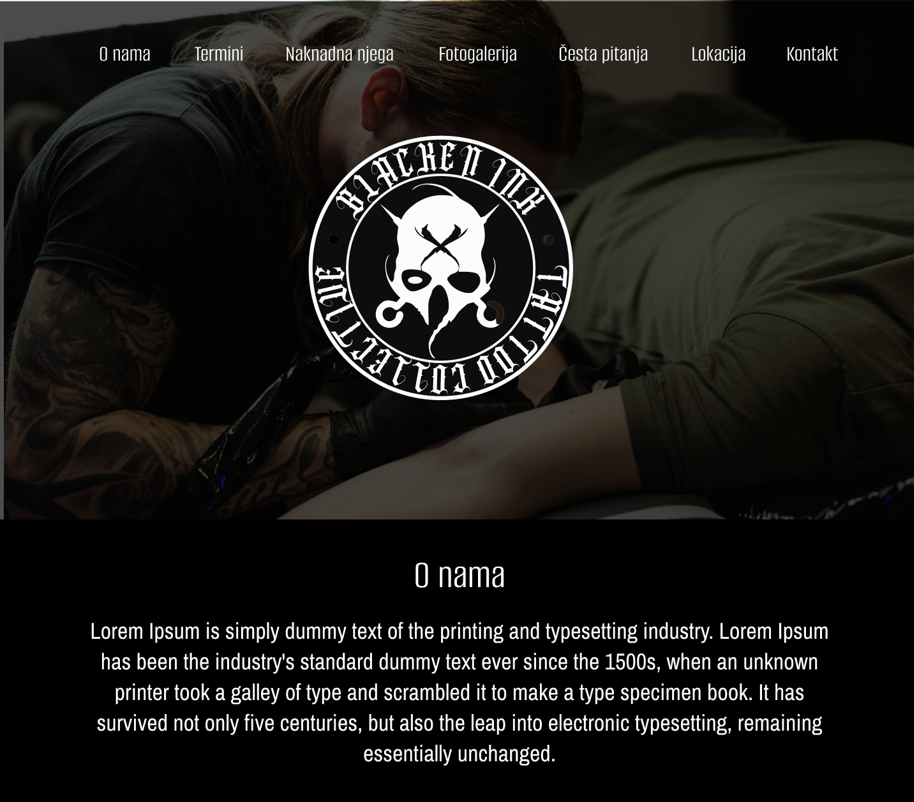 O nama Termini Naknadna njega Fotogalerija Česta pitanja Lokacija Kontakt
BLACKEN INK
TATTOO COLLECTIVE
O nama
Lorem Ipsum is simply dummy text of the printing and typesetting industry. Lorem Ipsum
has been the industry's standard dummy text ever since the 1500s, when an unknown
printer took a galley of type and scrambled it to make a type specimen book. It has
survived not only five centuries, but also the leap into electronic typesetting, remaining
essentially unchanged.